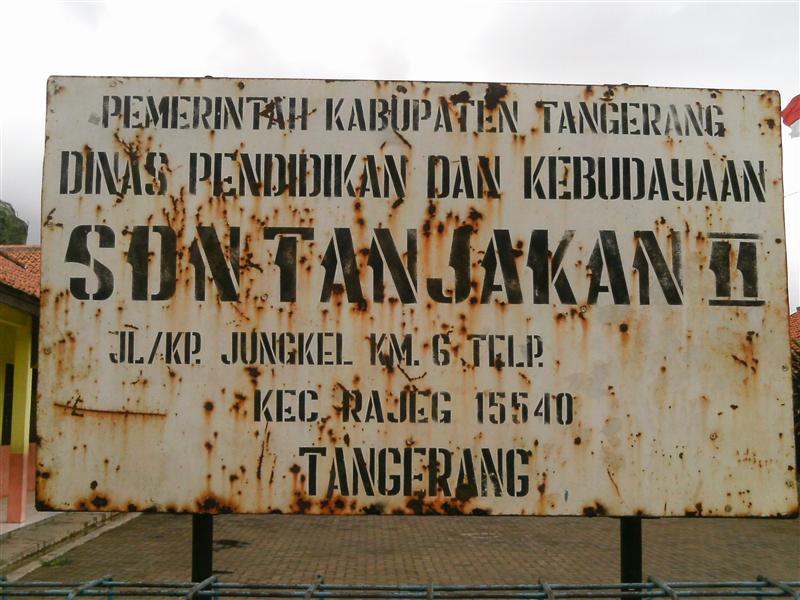 PEMERINTAH KABUPATEN TANGERANG
DINAS PENDIDIKAN DAN KEBUDAYAAN
SDN TANJAKAN II
JL/KP. JUNGKEL KM. 6 TELP.
KEC RAJEG 15540
TANGERANG